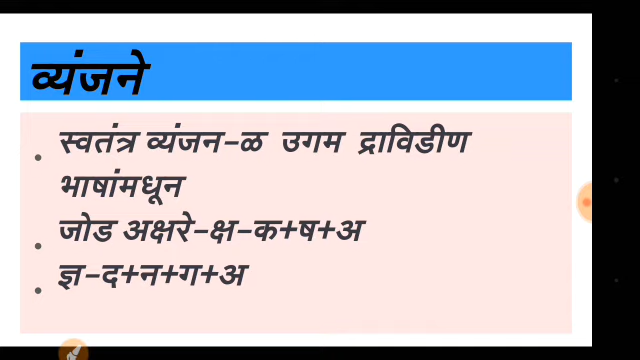 व्यंजने
स्वतंत्र व्यंजन-ळ उगम द्राविडीण
भाषांमधून
जोड अक्षरे-क्ष-क+ष+अ
ज्ञ-द+न+ग+अ